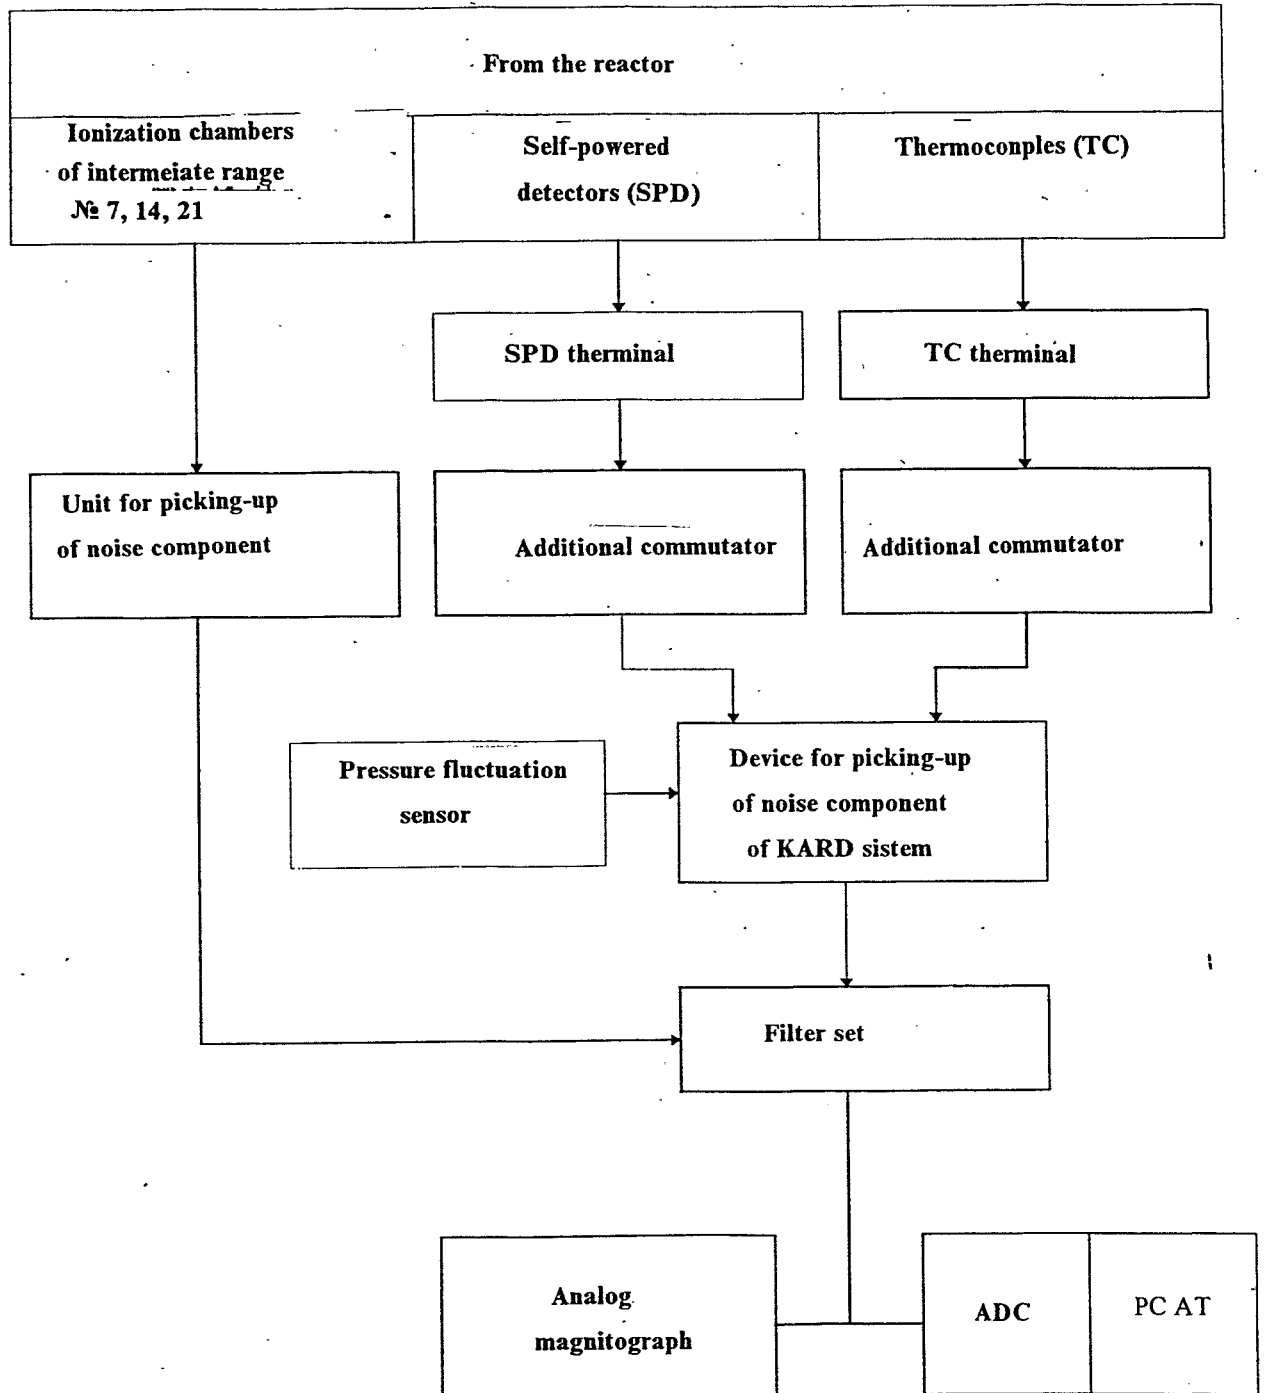 From the reactor
Ionization chambers
of intermeiate range
№ 7, 14, 21
Self-powered
detectors (SPD)
Thermoconples (TC)
SPD therminal
TC therminal
Unit for picking-up
of noise component
Additional commutator
Additional commutator
Pressure fluctuation
sensor
Device for picking-up
of noise component
of KARD sistem
Filter set
Analog
magnitograph
ADC
PC AT